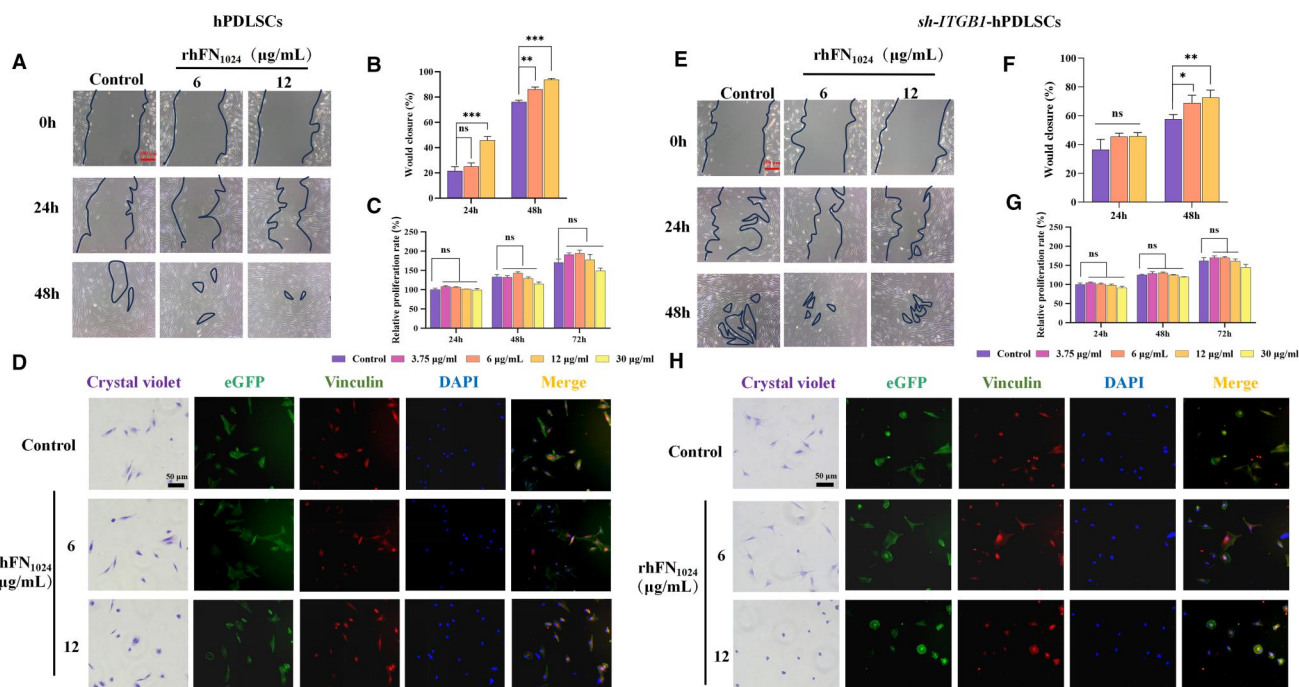 hPDLSCs
sh-ITGB1-hPDLSCs
A
rhFN1024 (μg/mL)
Control
6
12
0h
24h
48h
B
Would closure (%)
100
80
60
40
20
0
ns
***
**
***
24h
48h
C
Relative proliferation rate (%)
250
200
150
100
50
0
ns
ns
ns
24h
48h
72h
Control
3.75 μg/ml
6 μg/mL
12 μg/ml
30 μg/ml
D
Crystal violet
eGFP
Vinculin
DAPI
Merge
Control
50 μm
hFN1024
μg/mL)
6
12
E
rhFN1024 (μg/mL)
Control
6
12
0h
24h
48h
F
Would closure (%)
100
80
60
40
20
0
ns
*
**
24h
48h
G
Relative proliferation rate (%)
250
200
150
100
50
0
ns
ns
ns
24h
48h
72h
Control
3.75 μg/ml
6 μg/mL
12 μg/ml
30 μg/ml
H
Crystal violet
eGFP
Vinculin
DAPI
Merge
Control
50 μm
rhFN1024
(μg/mL)
6
12